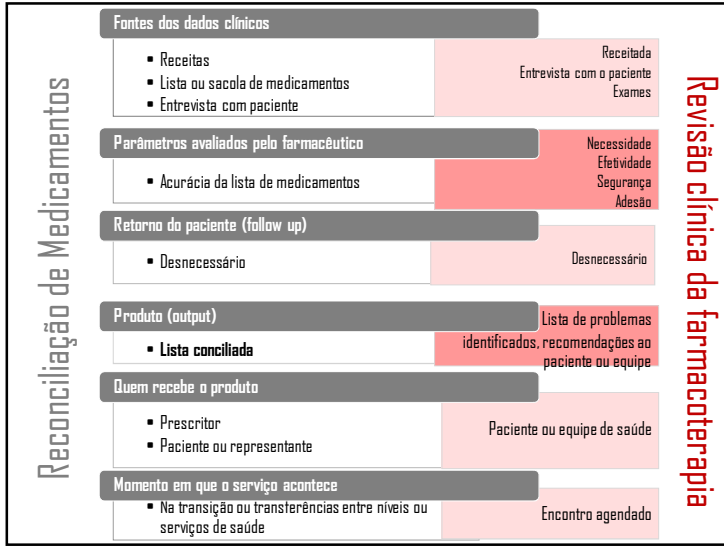 Reconciliação de Medicamentos
Fontes dos dados clínicos
▪ Receitas
▪ Lista ou sacola de medicamentos
▪ Entrevista com paciente
Receitada
Entrevista com o paciente
Exames
Parâmetros avaliados pelo farmacêutico
▪ Acurácia da lista de medicamentos
Necessidade
Efetividade
Segurança
Adesão
Retorno do paciente (follow up)
▪ Desnecessário
Desnecessário
Produto (output)
▪ Lista conciliada
Lista de problemas
identificados, recomendações ao
paciente ou equipe
Quem recebe o produto
▪ Prescritor
▪ Paciente ou representante
Paciente ou equipe de saúde
Momento em que o serviço acontece
▪ Na transição ou transferências entre níveis ou
serviços de saúde
Encontro agendado
Revisão clínica da farmacoterapia